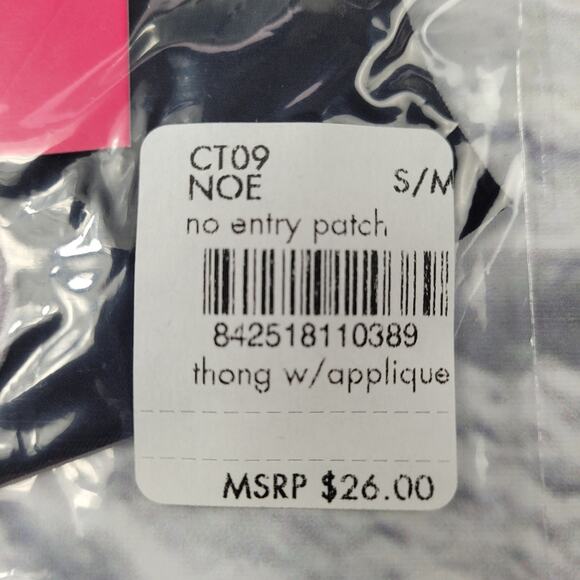 CT09
NOE S/M
no entry patch
842518110389
thong w/applique
MSRP $26.00